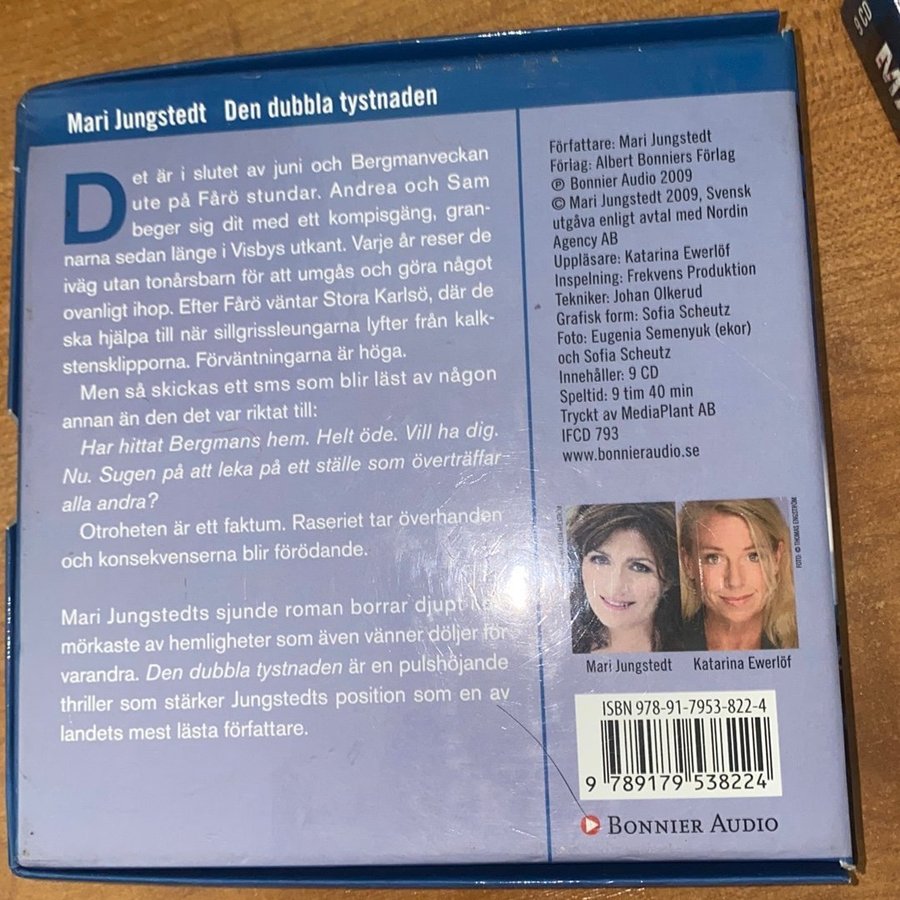 Mari Jungstedt Den dubbla tystnaden
Det är i slutet av juni och Bergmanveckan
ute på Fårö stundar. Andrea och Sam
beger sig dit med ett kompisgäng, gran-
narna sedan länge i Visbys utkant. Varje år reser de
iväg utan tonårsbarn för att umgås och göra något
ovanligt ihop. Efter Fårö väntar Stora Karlsö, där de
ska hjälpa till när sillgrissleungarna lyfter från kalk-
stensklipporna. Förväntningarna är höga.
Men så skickas ett sms som blir läst av någon
annan än den det var riktat till:
Har hittat Bergmans hem. Helt öde. Vill ha dig.
Nu. Sugen på att leka på ett ställe som överträffar
alla andra?
Otroheten är ett faktum. Raseriet tar överhanden
och konsekvenserna blir förödande.
Mari Jungstedts sjunde roman borrar djupt i
mörkaste av hemligheter som även vänner döljer för
varandra. Den dubbla tystnaden är en pulshöjande
thriller som stärker Jungstedts position som en av
landets mest lästa författare.
Författare: Mari Jungstedt
Förlag: Albert Bonniers Förlag
℗ Bonnier Audio 2009
© Mari Jungstedt 2009, Svensk
utgåva enligt avtal med Nordin
Agency AB
Uppläsare: Katarina Ewerlöf
Inspelning: Frekvens Produktion
Tekniker: Johan Olkerud
Grafisk form: Sofia Scheutz
Foto: Eugenia Semenyuk (ekor)
och Sofia Scheutz
Innehåller: 9 CD
Speltid: 9 tim 40 min
Tryckt av MediaPlant AB
IFCD 793
www.bonnieraudio.se
FOTO: © THOMAS ENGSTRÖM
Mari Jungstedt Katarina Ewerlöf
ISBN 978-91-7953-822-4
9 789179 538224
BONNIER AUDIO
9 CD